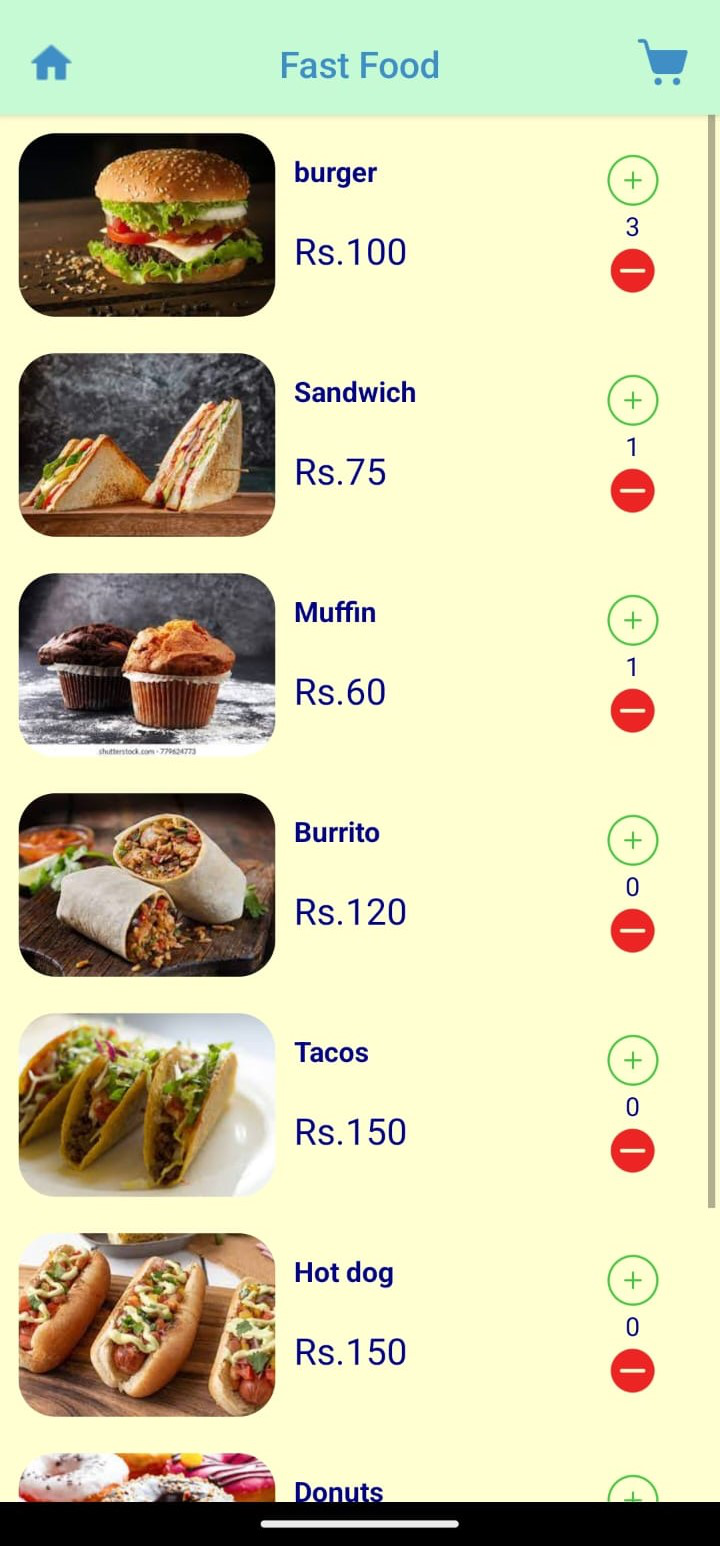 Fast Food
burger
Rs.100
3
Sandwich
Rs.75
1
Muffin
Rs.60
1
shutterstock.com · 779624773
Burrito
Rs.120
0
Tacos
Rs.150
0
Hot dog
Rs.150
0
Donuts